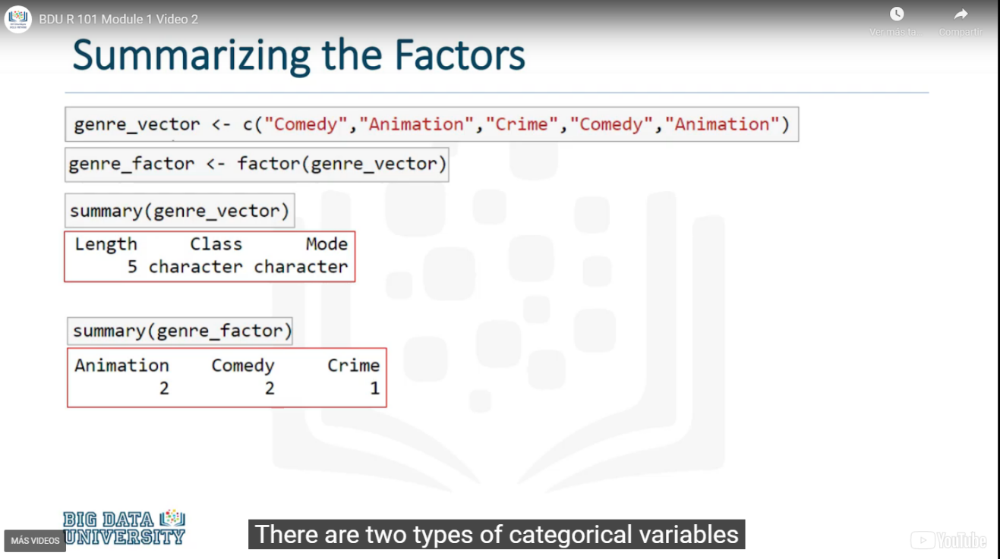 BDU R 101 Module 1 Video 2
Ver más ta...
Compartir
Summarizing the Factors
genre_vector <- c("Comedy","Animation","Crime","Comedy","Animation")
genre_factor <- factor(genre_vector)
summary(genre_vector)
Length Class Mode
5 character character
summary(genre_factor)
Animation Comedy Crime
2 2 1
BIG DATA
UNIVERSITY
MÁS VIDEOS
There are two types of categorical variables
YouTube